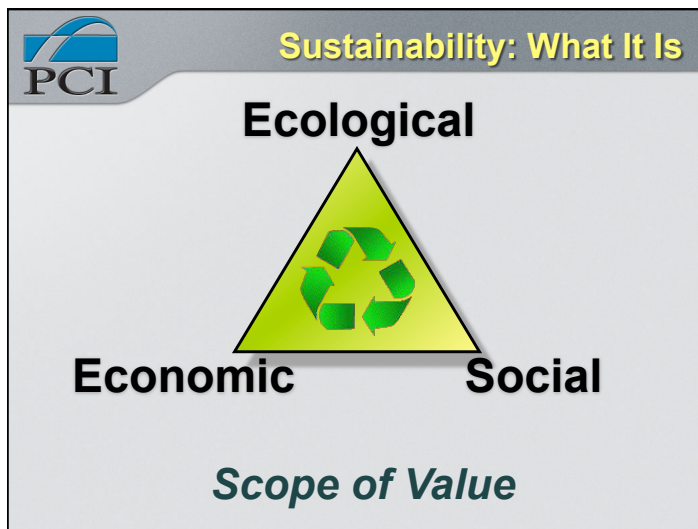 PCI
Sustainability: What It Is
Ecological
Economic
Social
Scope of Value